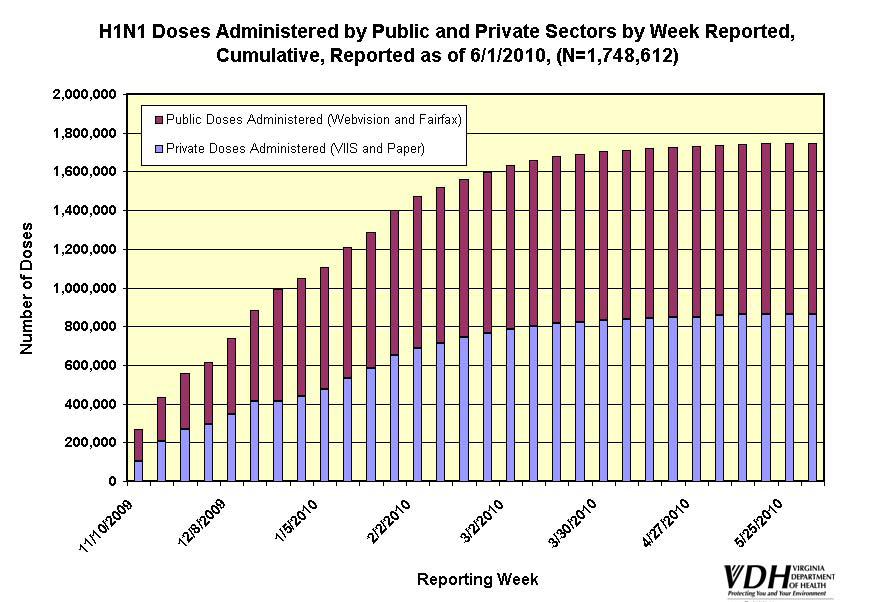 H1N1 Doses Administered by Public and Private Sectors by Week Reported,
Cumulative, Reported as of 6/1/2010, (N=1,748,612)
Public Doses Administered (Webvision and Fairfax)
Private Doses Administered (VIIS and Paper)
Number of Doses
2,000,000
1,800,000
1,600,000
1,400,000
1,200,000
1,000,000
800,000
600,000
400,000
200,000
0
11/10/2009
12/8/2009
1/5/2010
2/2/2010
3/2/2010
3/30/2010
4/27/2010
5/25/2010
Reporting Week
VDH VIRGINIA
DEPARTMENT
OF HEALTH
Protecting You and Your Environment